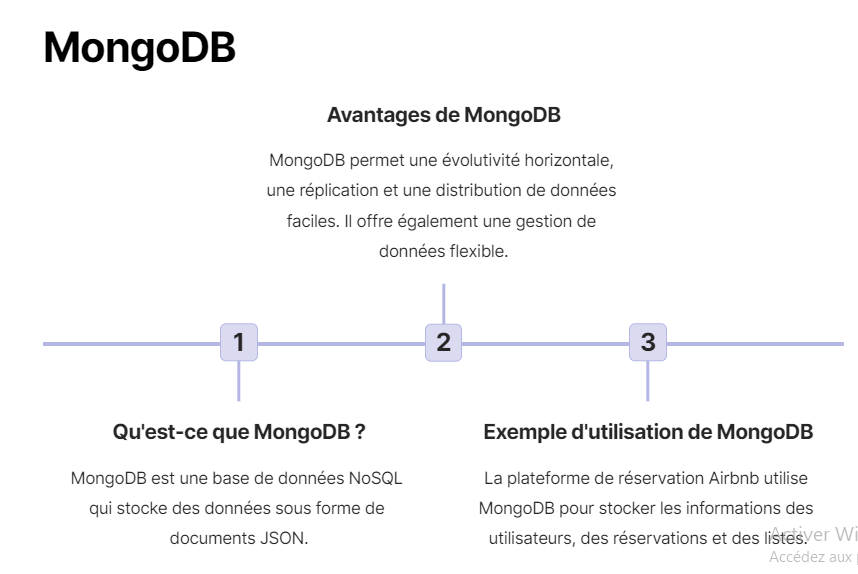 MongoDB
Avantages de MongoDB
MongoDB permet une évolutivité horizontale,
une réplication et une distribution de données
faciles. Il offre également une gestion de
données flexible.
1
2
3
Qu'est-ce que MongoDB ?
MongoDB est une base de données NoSQL
qui stocke des données sous forme de
documents JSON.
Exemple d'utilisation de MongoDB
La plateforme de réservation Airbnb utilise
MongoDB pour stocker les informations des
utilisateurs, des réservations et des listes.
Activer Wi
Accédez aux p